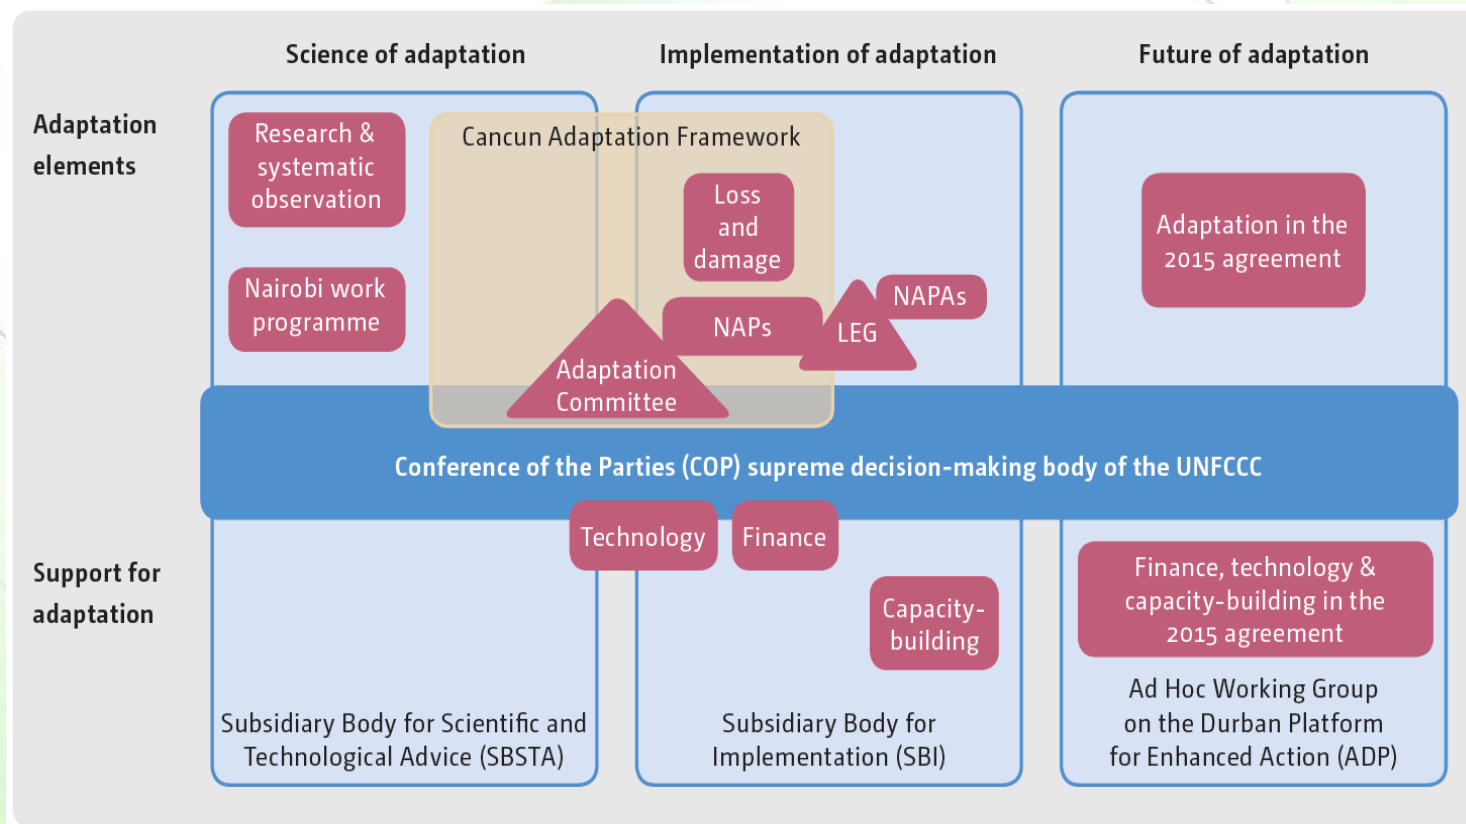 Science of adaptation
Implementation of adaptation
Future of adaptation
Adaptation
elements
Research &
systematic
observation
Nairobi work
programme
Cancun Adaptation Framework
Loss
and
damage
NAPs
LEG
NAPAs
Adaptation
Committee
Adaptation in the
2015 agreement
Conference of the Parties (COP) supreme decision-making body of the UNFCCC
Support for
adaptation
Technology
Finance
Capacity-
building
Finance, technology &
capacity-building in the
2015 agreement
Subsidiary Body for Scientific and
Technological Advice (SBSTA)
Subsidiary Body for
Implementation (SBI)
Ad Hoc Working Group
on the Durban Platform
for Enhanced Action (ADP)